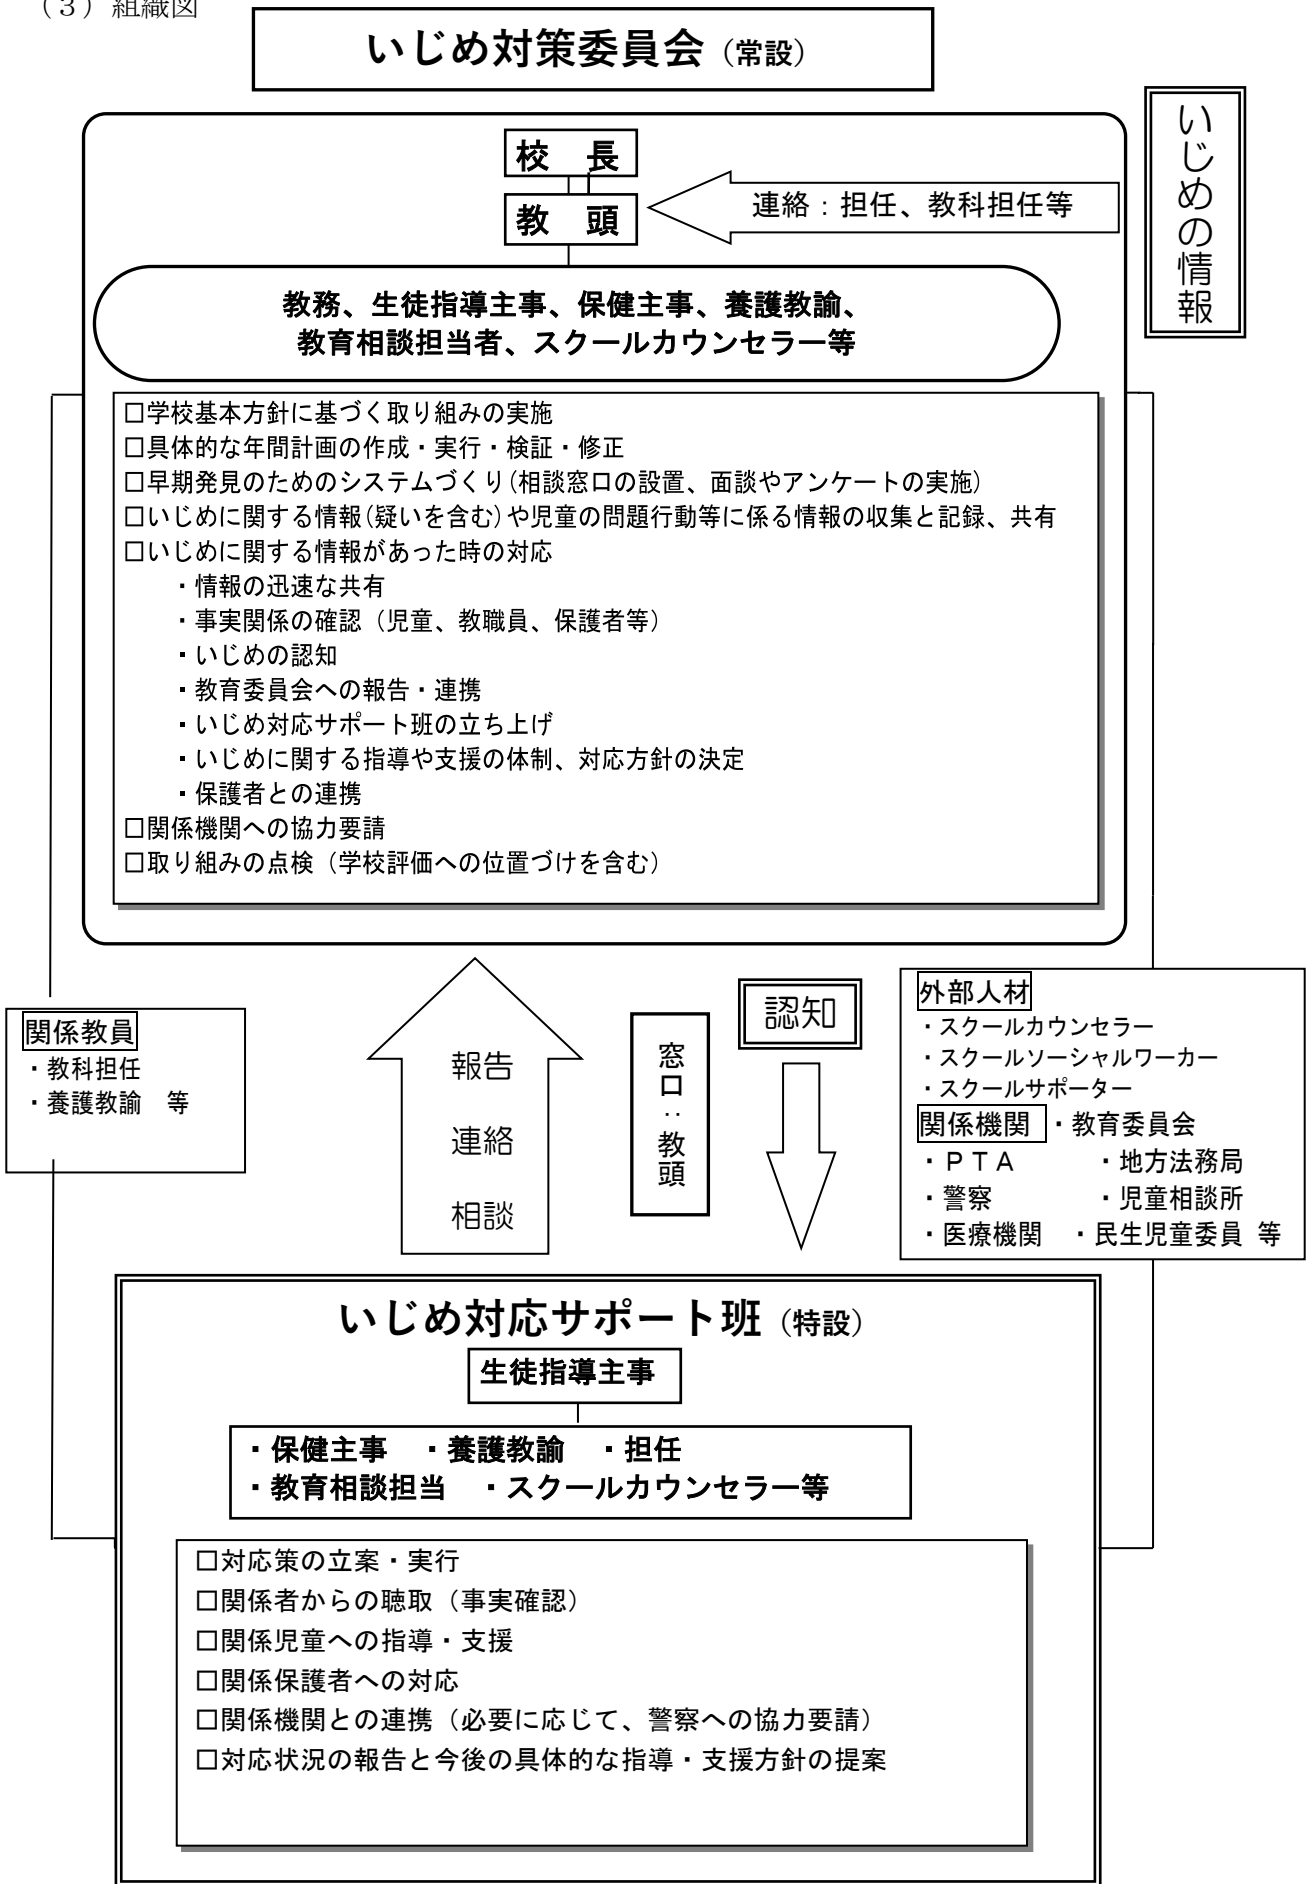 (3)組織図
いじめ対策委員会(常設)
いじめの情報
校　長
教　頭
連絡：担任、教科担任等
教務、生徒指導主事、保健主事、養護教諭、
教育相談担当者、スクールカウンセラー等
□学校基本方針に基づく取り組みの実施
□具体的な年間計画の作成・実行・検証・修正
□早期発見のためのシステムづくり(相談窓口の設置、面談やアンケートの実施)
□いじめに関する情報(疑いを含む)や児童の問題行動等に係る情報の収集と記録、共有
□いじめに関する情報があった時の対応
・情報の迅速な共有
・事実関係の確認（児童、教職員、保護者等）
・いじめの認知
・教育委員会への報告・連携
・いじめ対応サポート班の立ち上げ
・いじめに関する指導や支援の体制、対応方針の決定
・保護者との連携
□関係機関への協力要請
□取り組みの点検（学校評価への位置づけを含む）
関係教員
・教科担任
・養護教諭　等
報告
連絡
相談
窓口：教頭
認知
外部人材
・スクールカウンセラー
・スクールソーシャルワーカー
・スクールサポーター
関係機関 ・教育委員会
・ＰＴＡ　　・地方法務局
・警察　　・児童相談所
・医療機関　・民生児童委員 等
いじめ対応サポート班（特設）
生徒指導主事
・保健主事　・養護教諭　・担任
・教育相談担当　・スクールカウンセラー等
□対応策の立案・実行
□関係者からの聴取（事実確認）
□関係児童への指導・支援
□関係保護者への対応
□関係機関との連携（必要に応じて、警察への協力要請）
□対応状況の報告と今後の具体的な指導・支援方針の提案